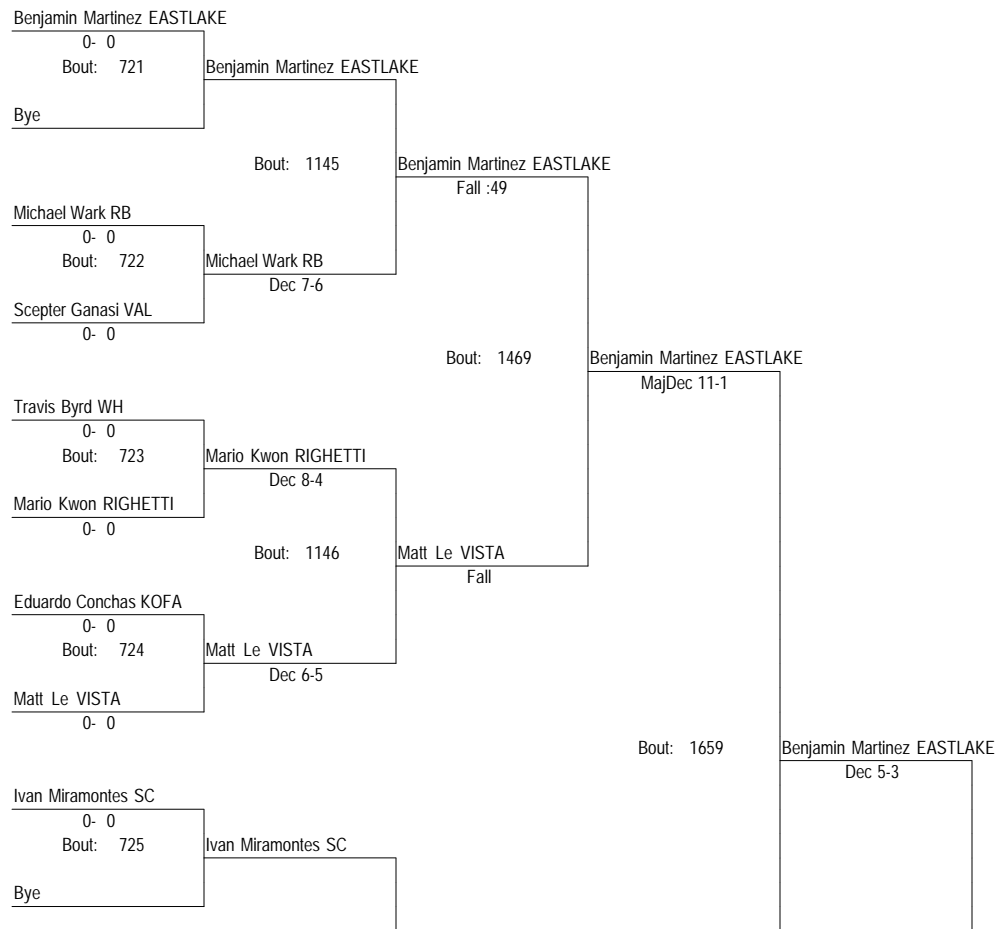 Benjamin Martinez EASTLAKE
0- 0
Bout: 721
Benjamin Martinez EASTLAKE
Bye
Bout: 1145
Benjamin Martinez EASTLAKE
Fall :49
Michael Wark RB
0- 0
Bout: 722
Michael Wark RB
Dec 7-6
Scepter Ganasi VAL
0- 0
Bout: 1469
Benjamin Martinez EASTLAKE
MajDec 11-1
Travis Byrd WH
0- 0
Bout: 723
Mario Kwon RIGHETTI
Dec 8-4
Mario Kwon RIGHETTI
0- 0
Bout: 1146
Matt Le VISTA
Fall
Eduardo Conchas KOFA
0- 0
Bout: 724
Matt Le VISTA
Dec 6-5
Matt Le VISTA
0- 0
Bout: 1659
Benjamin Martinez EASTLAKE
Dec 5-3
Ivan Miramontes SC
0- 0
Bout: 725
Ivan Miramontes SC
Bye